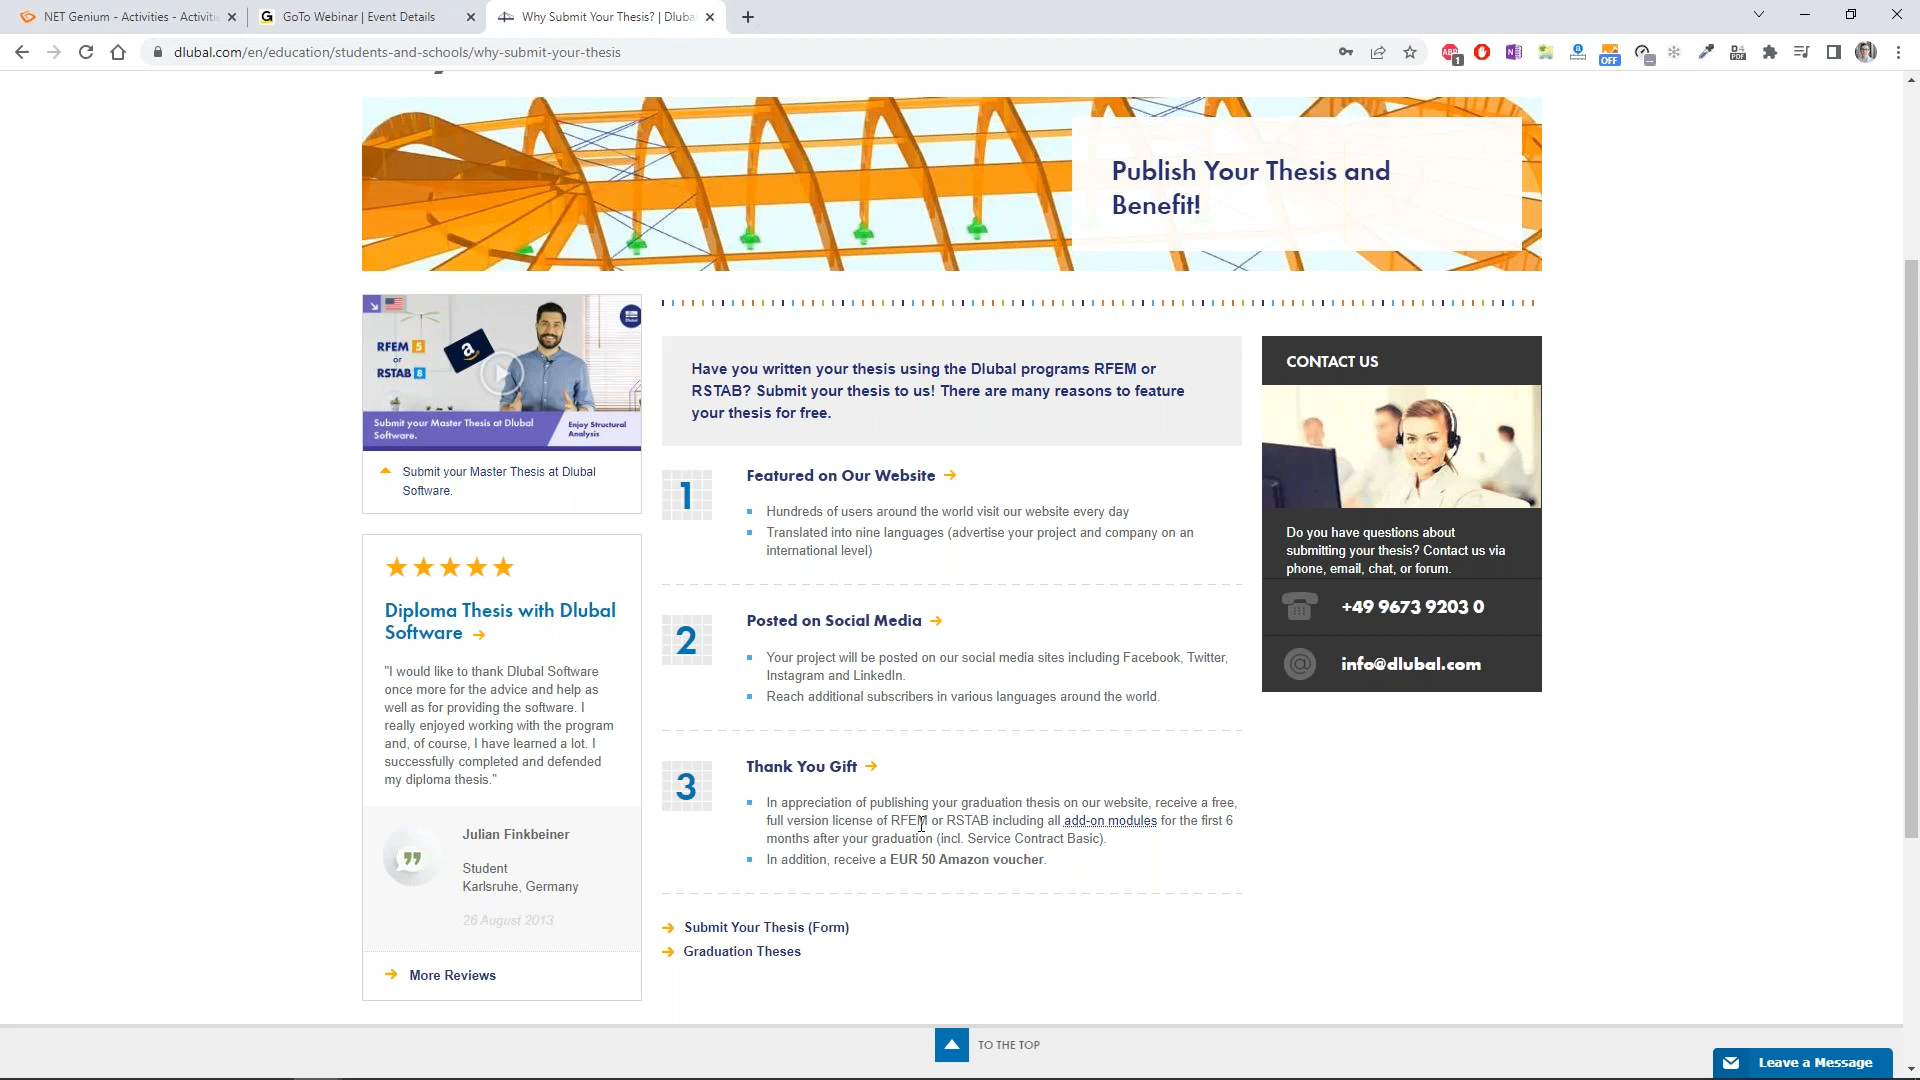 NET Genium - Activities - Activiti
GoTo Webinar | Event Details
Why Submit Your Thesis? | Dluba
dlubal.com/en/education/students-and-schools/why-submit-your-thesis
ABP
1
OFF
PDF
Publish Your Thesis and
Benefit!
RFEM 5
or
RSTAB 8
a
Dlubal
Submit your Master Thesis at Dlubal
Software.
Enjoy Structural
Analysis
Submit your Master Thesis at Dlubal
Software.
Diploma Thesis with Dlubal
Software
"I would like to thank Dlubal Software
once more for the advice and help as
well as for providing the software. I
really enjoyed working with the program
and, of course, I have learned a lot. I
successfully completed and defended
my diploma thesis."
Julian Finkbeiner
Student
Karlsruhe, Germany
26 August 2013
More Reviews
Have you written your thesis using the Dlubal programs RFEM or
RSTAB? Submit your thesis to us! There are many reasons to feature
your thesis for free.
1
Featured on Our Website
Hundreds of users around the world visit our website every day
Translated into nine languages (advertise your project and company on an
international level)
2
Posted on Social Media
Your project will be posted on our social media sites including Facebook, Twitter,
Instagram and LinkedIn.
Reach additional subscribers in various languages around the world.
3
Thank You Gift
In appreciation of publishing your graduation thesis on our website, receive a free,
full version license of RFEM or RSTAB including all add-on modules for the first 6
months after your graduation (incl. Service Contract Basic).
In addition, receive a EUR 50 Amazon voucher.
Submit Your Thesis (Form)
Graduation Theses
CONTACT US
Do you have questions about
submitting your thesis? Contact us via
phone, email, chat, or forum.
+49 9673 9203 0
info@dlubal.com
TO THE TOP
Leave a Message